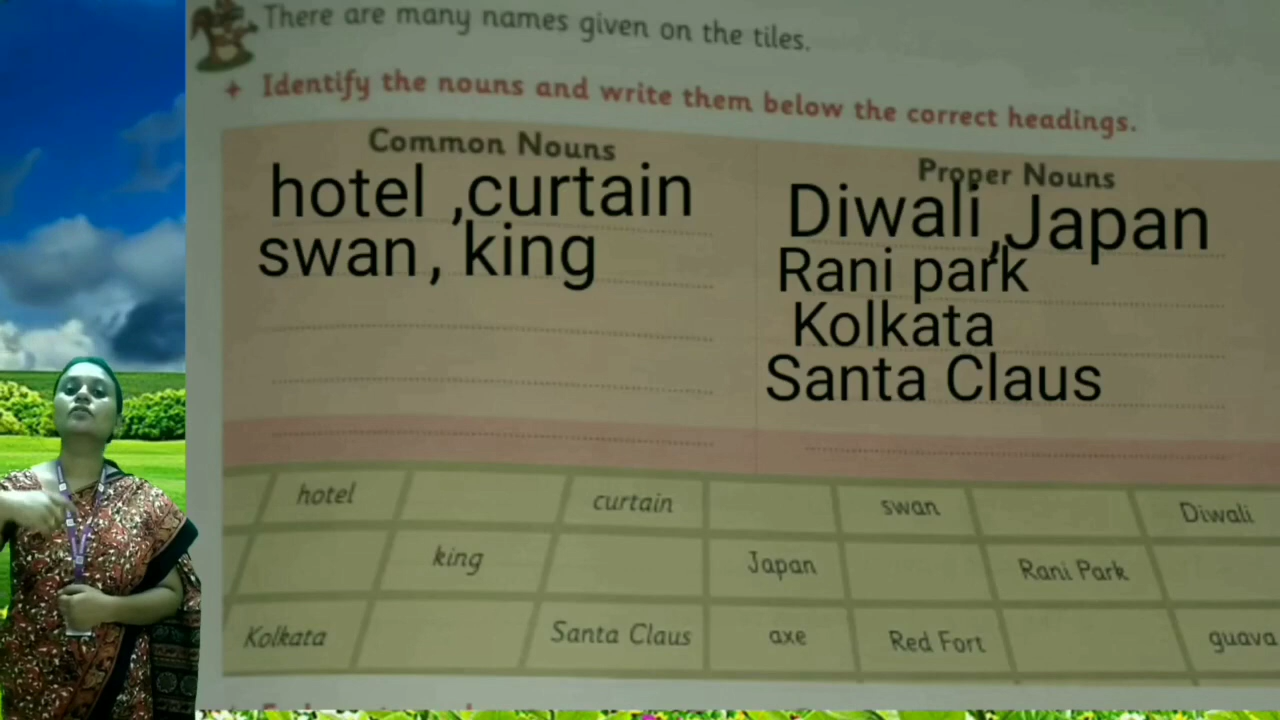 There are many names given on the tiles.
+ Identify the nouns and write them below the correct headings.
Common Nouns
hotel ,curtain
swan, king
Proper Nouns
Diwali ,Japan
Rani park
Kolkata
Santa Claus
hotel curtain swan Diwali
king Japan Rani Park
Kolkata Santa Claus axe Red Fort guava